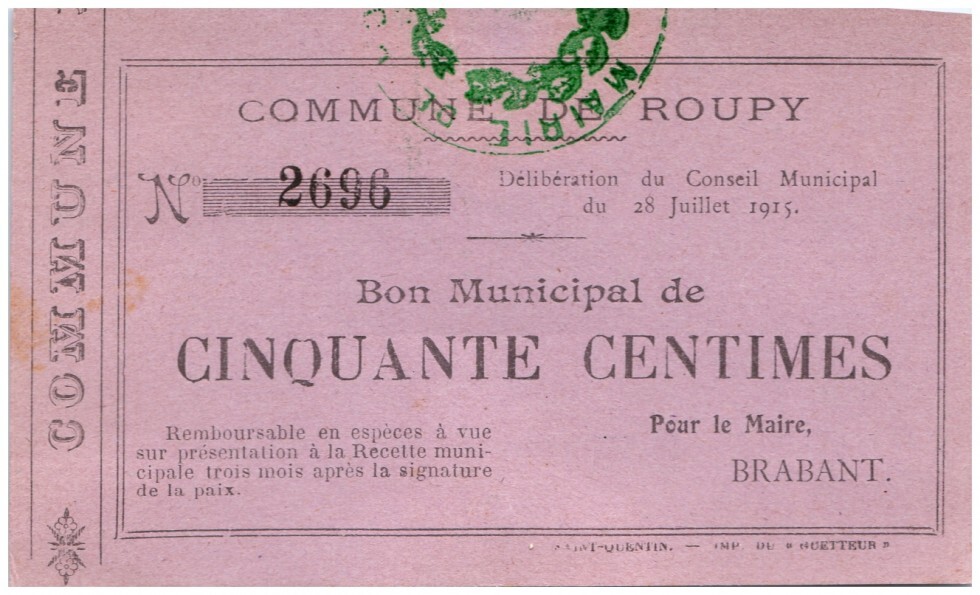 COMMUNE
MAIRIE
COMMUNE DE ROUPY
Nº 2696
Délibération du Conseil Municipal
du 28 Juillet 1915.
Bon Municipal de
CINQUANTE CENTIMES
Remboursable en espèces à vue
sur présentation à la Recette muni-
cipale trois mois après la signature
de la paix.
Pour le Maire,
BRABANT.
SAINT-QUENTIN. — IMP. DU « GUETTEUR »